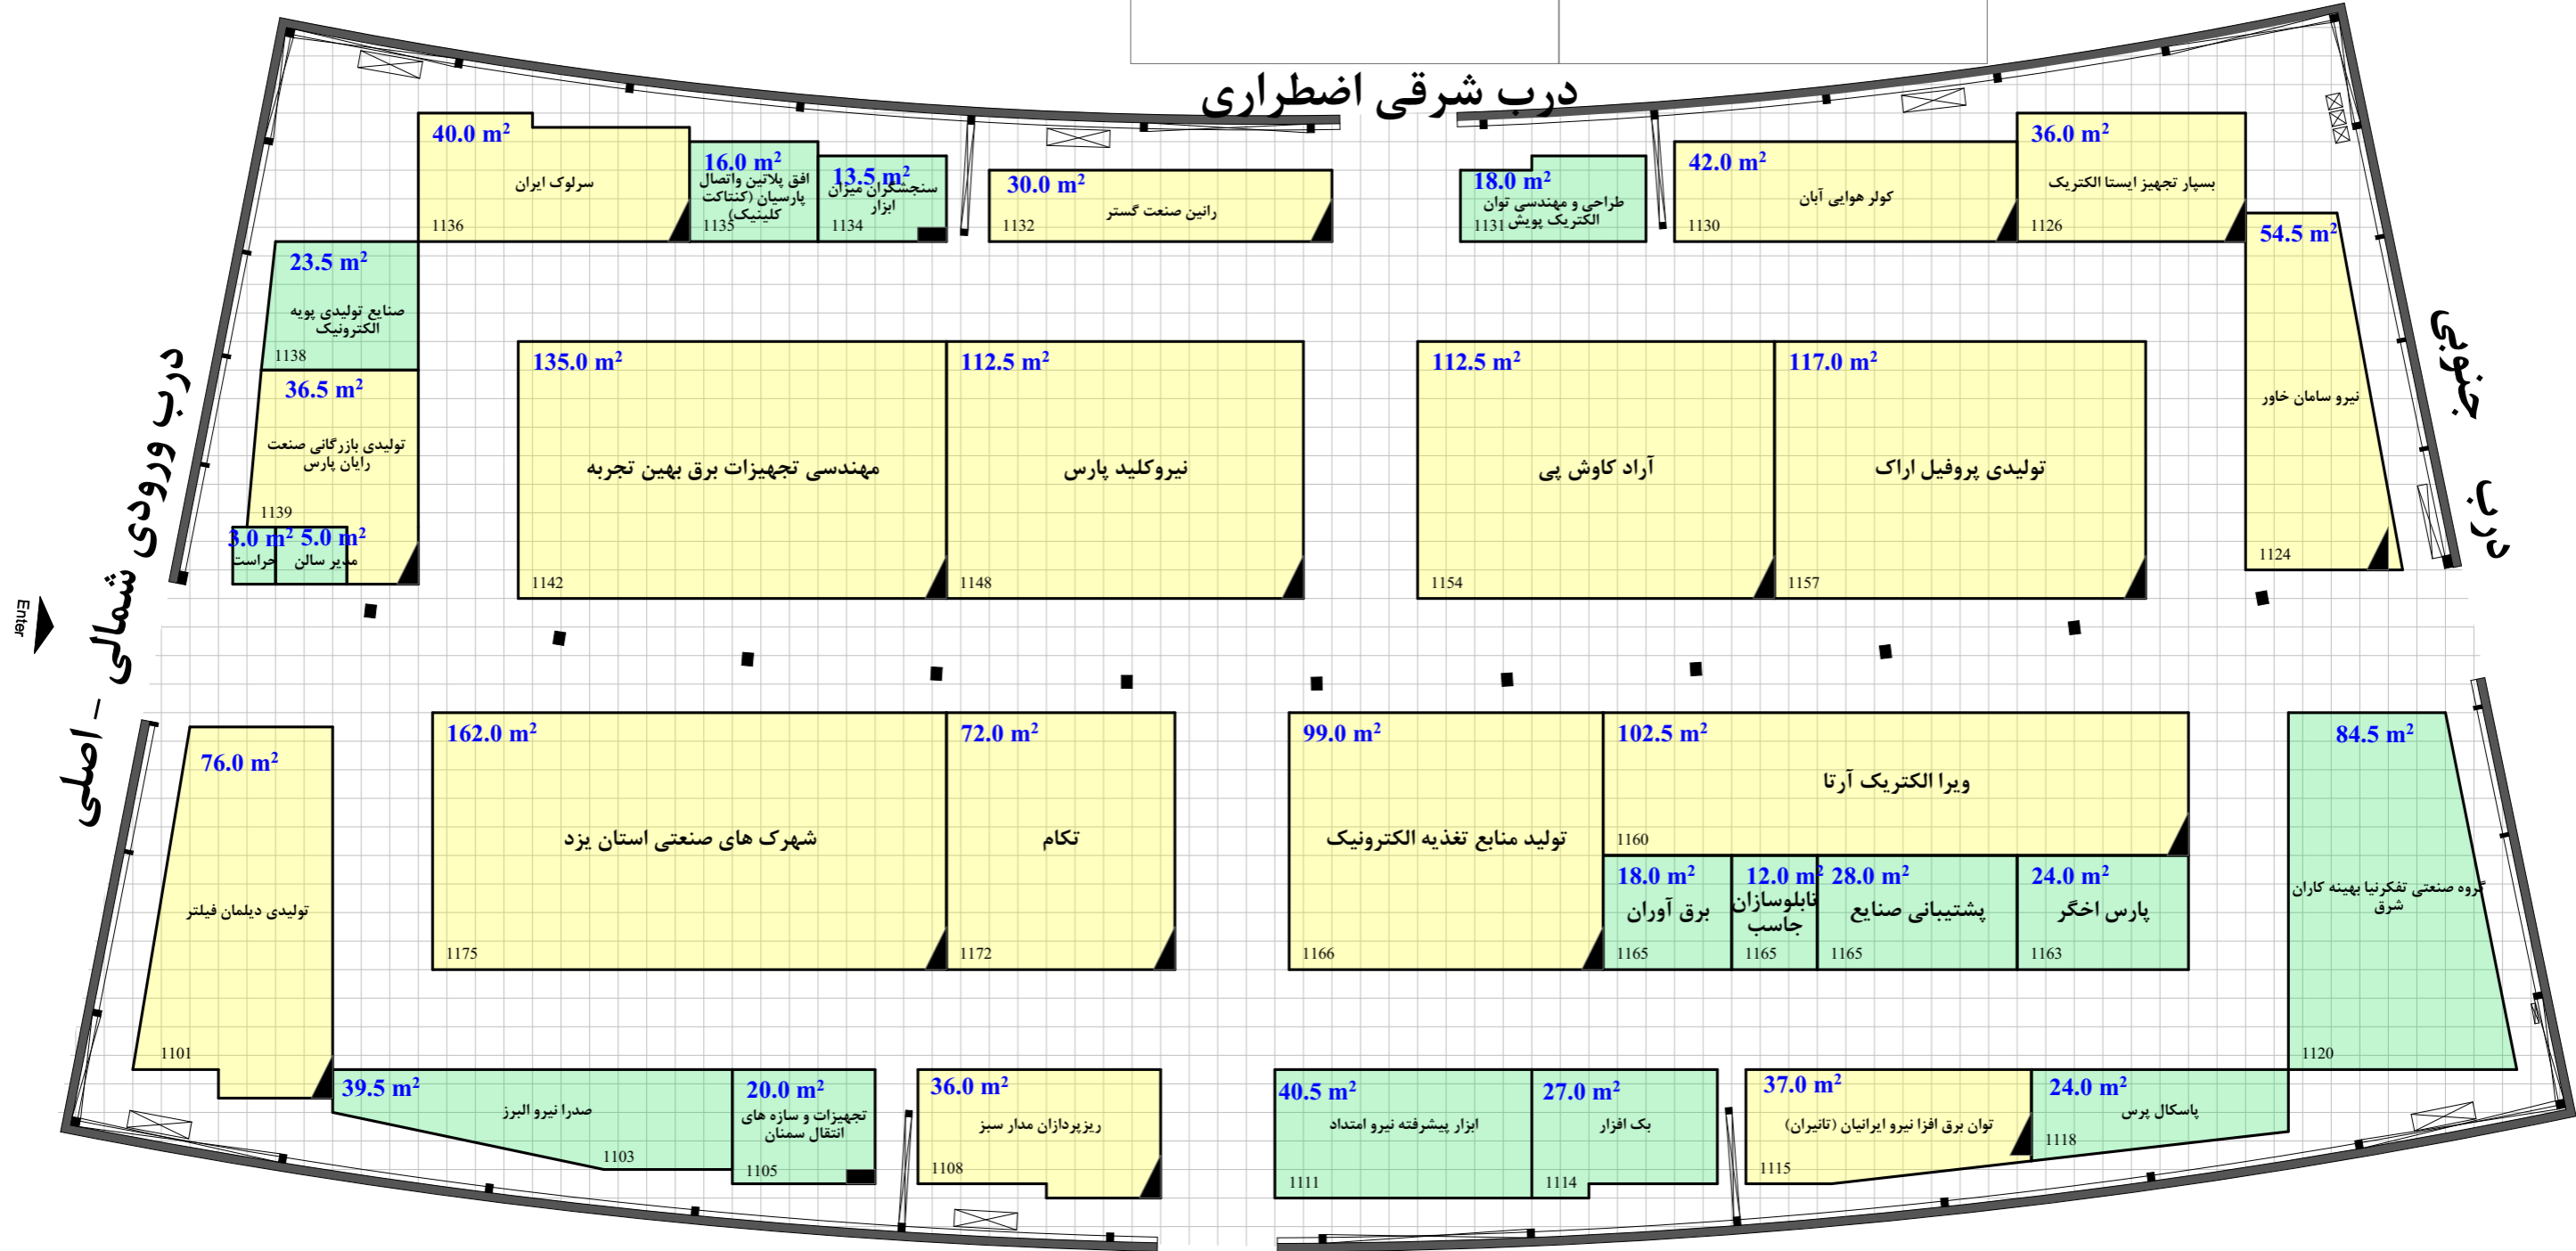 درب شرقی اضطراری
40.0 m²
سرلوک ایران
1136
16.0 m²
افق پلاتین واتصال
پارسیان (کنتاکت
کلینیک)
1135
13.5 m²
سنجشگران میزان
ابزار
1134
30.0 m²
رانین صنعت گستر
1132
18.0 m²
طراحی و مهندسی توان
الکتریک پویش
1131
42.0 m²
کولر هوایی آبان
1130
36.0 m²
بسپار تجهیز ایستا الکتریک
1126
54.5 m²
نیرو سامان خاور
1124
درب جنوبی
23.5 m²
صنایع تولیدی پویه
الکترونیک
1138
36.5 m²
تولیدی بازرگانی صنعت
رایان پارس
1139
3.0 m²
حراست
5.0 m²
مدیر سالن
درب ورودی شمالی - اصلی
Enter
135.0 m²
مهندسی تجهیزات برق بهین تجربه
1142
112.5 m²
نیروکلید پارس
1148
112.5 m²
آراد کاوش پی
1154
117.0 m²
تولیدی پروفیل اراک
1157
76.0 m²
تولیدی دیلمان فیلتر
1101
162.0 m²
شهرک های صنعتی استان یزد
1175
72.0 m²
تکام
1172
99.0 m²
تولید منابع تغذیه الکترونیک
1166
102.5 m²
ویرا الکتریک آرتا
1160
18.0 m²
برق آوران
1165
12.0 m²
تابلوسازان
جاسب
1165
28.0 m²
پشتیبانی صنایع
1165
24.0 m²
پارس اخگر
1163
84.5 m²
گروه صنعتی تفکرنیا بهینه کاران
شرق
1120
39.5 m²
صدرا نیرو البرز
1103
20.0 m²
تجهیزات و سازه های
انتقال سمنان
1105
36.0 m²
ریزپردازان مدار سبز
1108
40.5 m²
ابزار پیشرفته نیرو امتداد
1111
27.0 m²
بک افزار
1114
37.0 m²
توان برق افزا نیرو ایرانیان (تانیران)
1115
24.0 m²
پاسکال پرس
1118